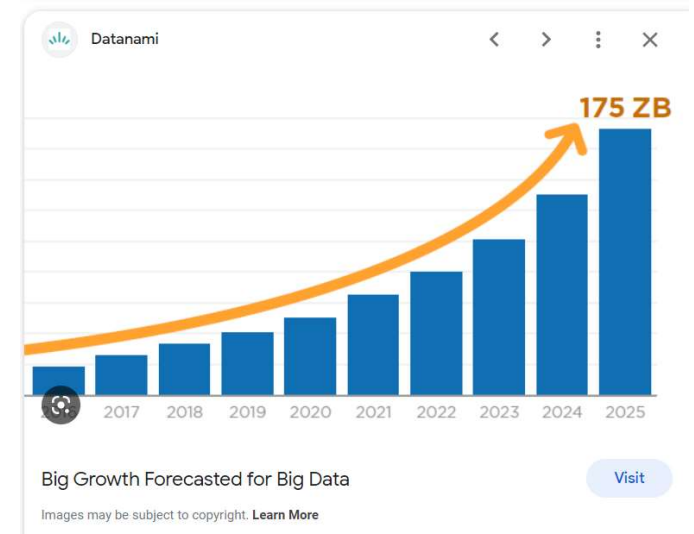 Datanami
175 ZB
2017 2018 2019 2020 2021 2022 2023 2024 2025
Big Growth Forecasted for Big Data
Visit
Images may be subject to copyright. Learn More